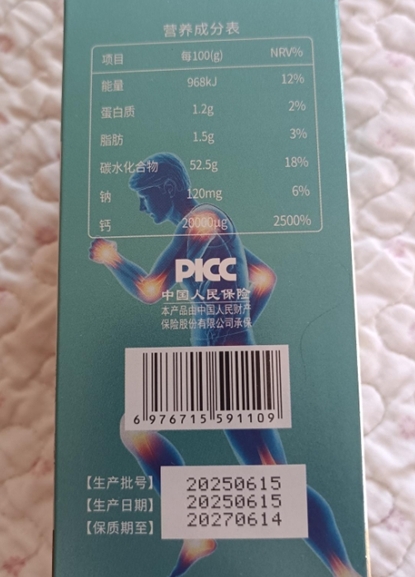 营养成分表
项目 每100(g) NRV%
能量 968kJ 12%
蛋白质 1.2g 2%
脂肪 1.5g 3%
碳水化合物 52.5g 18%
钠 120mg 6%
钙 20000μg 2500%
PICC
中国人民保险
本产品由中国人民财产
保险股份有限公司承保
6 976715 591109
【生产批号】 20250615
【生产日期】 20250615
【保质期至】 20270614